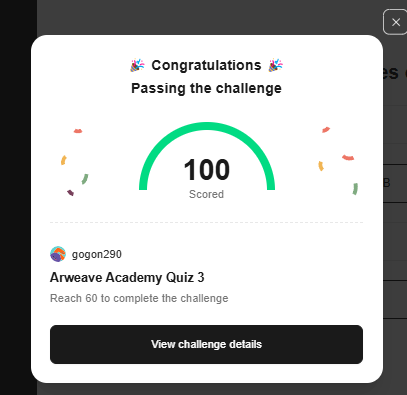 Congratulations
Passing the challenge
100
Scored
gogon290
Arweave Academy Quiz 3
Reach 60 to complete the challenge
View challenge details
es
B